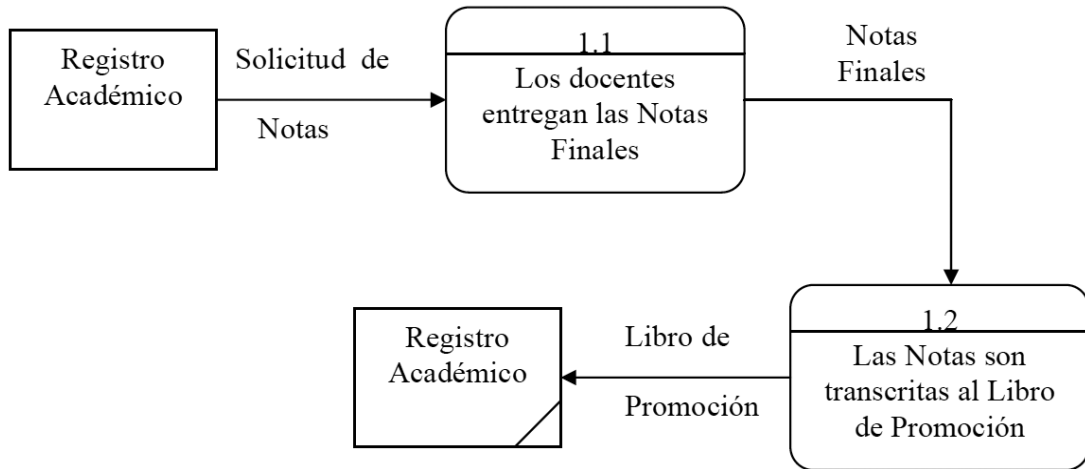 Registro
Académico
Solicitud de
Notas
1.1
Los docentes
entregan las Notas
Finales
Notas
Finales
Registro
Académico
Libro de
Promoción
1.2
Las Notas son
transcritas al Libro
de Promoción